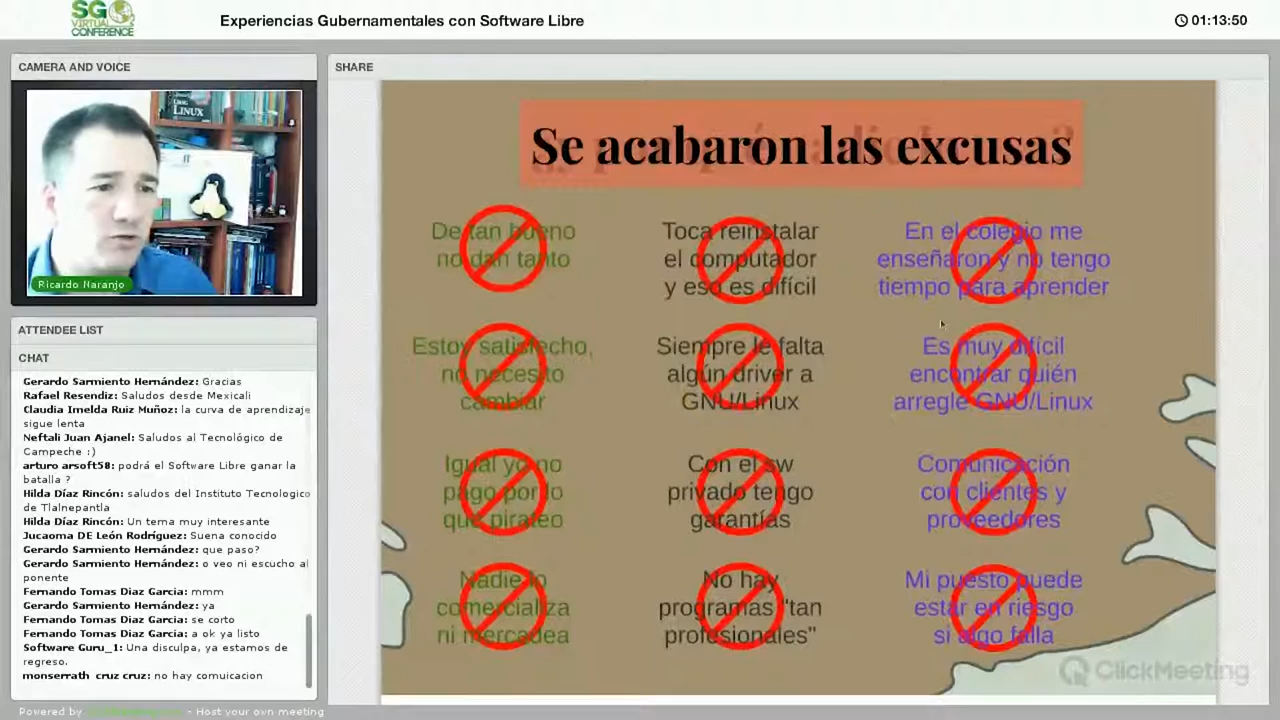 SG
VIRTUAL
CONFERENCE
Experiencias Gubernamentales con Software Libre
01:13:50
CAMERA AND VOICE
LINUX
Ricardo Naranjo
ATTENDEE LIST
CHAT
Gerardo Sarmiento Hernández: Gracias
Rafael Resendiz: Saludos desde Mexicali
Claudia Imelda Ruiz Muñoz: la curva de aprendizaje
sigue lenta
Neftali Juan Ajanel: Saludos al Tecnológico de
Campeche :)
arturo arsoft58: podrá el Software Libre ganar la
batalla ?
Hilda Díaz Rincón: saludos del Instituto Tecnologico
de Tlalnepantla
Hilda Díaz Rincón: Un tema muy interesante
Jucaoma DE León Rodríguez: Suena conocido
Gerardo Sarmiento Hernández: que paso?
Gerardo Sarmiento Hernández: o veo ni escucho al
ponente
Fernando Tomas Diaz Garcia: mmm
Gerardo Sarmiento Hernández: ya
Fernando Tomas Diaz Garcia: se corto
Fernando Tomas Diaz Garcia: a ok ya listo
Software Guru_1: Una disculpa, ya estamos de
regreso.
monserrath cruz cruz: no hay comuicacion
Powered by - Host your own meeting
SHARE
Se acabaron las excusas
De tan bueno
no dan tanto
Toca reinstalar
el computador
y eso es difícil
En el colegio me
enseñaron y no tengo
tiempo para aprender
Estoy satisfecho,
no necesito
cambiar
Siempre le falta
algún driver a
GNU/Linux
Es muy difícil
encontrar quién
arregle GNU/Linux
Igual yo no
pago por lo
que pirateo
Con el sw
privado tengo
garantías
Comunicación
con clientes y
proveedores
Nadie lo
comercializa
ni mercadea
No hay
programas "tan
profesionales"
Mi puesto puede
estar en riesgo
si algo falla
ClickMeeting